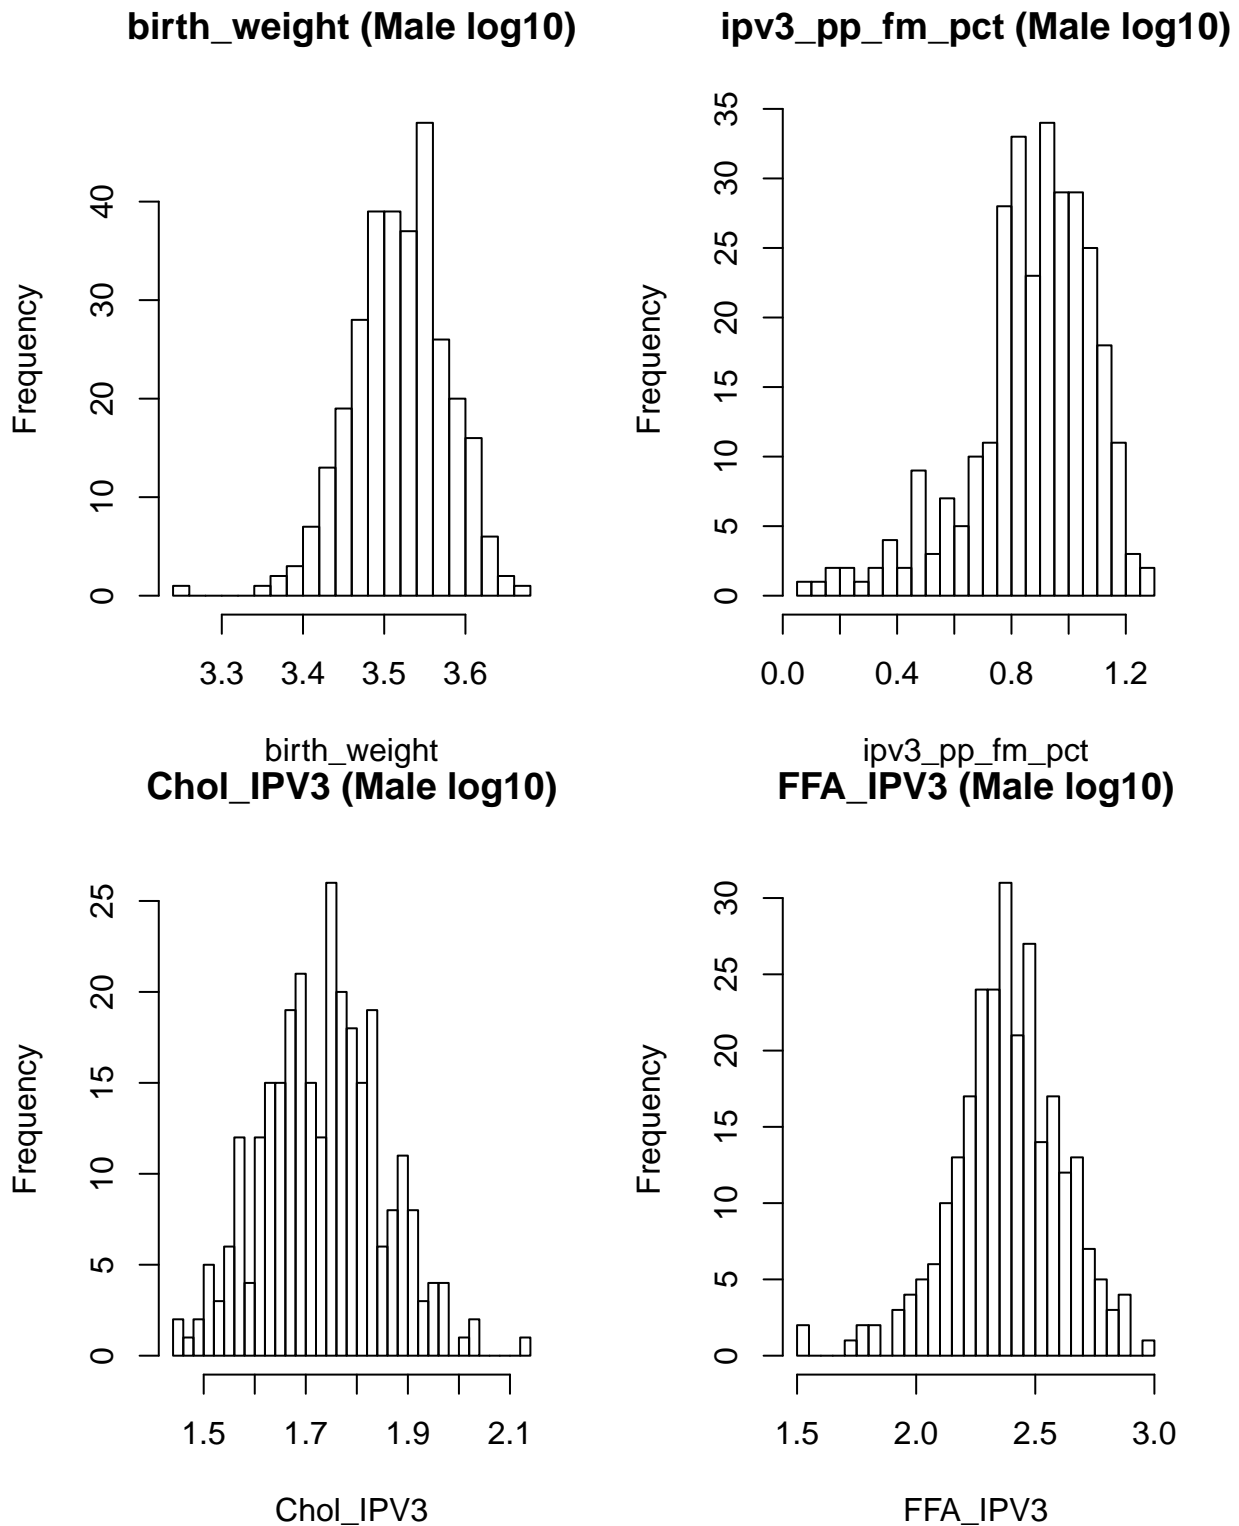 birth_weight (Male log10)
Frequency
0 10 20 30 40
3.3 3.4 3.5 3.6
birth_weight
ipv3_pp_fm_pct (Male log10)
Frequency
0 5 10 15 20 25 30 35
0.0 0.4 0.8 1.2
ipv3_pp_fm_pct
Chol_IPV3 (Male log10)
Frequency
0 5 10 15 20 25
1.5 1.7 1.9 2.1
Chol_IPV3
FFA_IPV3 (Male log10)
Frequency
0 5 10 15 20 25 30
1.5 2.0 2.5 3.0
FFA_IPV3